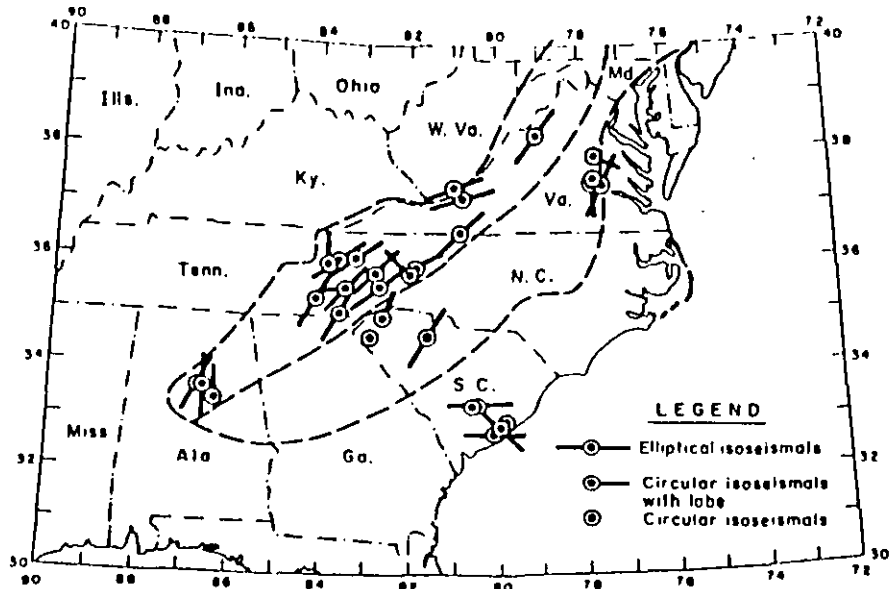 88 86 84 82 80 78 76 74 72
40 40
Ills. Ind. Ohio W. Va. Md
38 38
Ky. Va.
36 36
Tenn. N. C.
34 34
S C.
Miss Ala Ga.
32 32
30 30
90 88 86 84 82 80 78 76 74 72
LEGEND
Elliptical isoseismals
Circular isoseismals
with lobe
Circular isoseismals